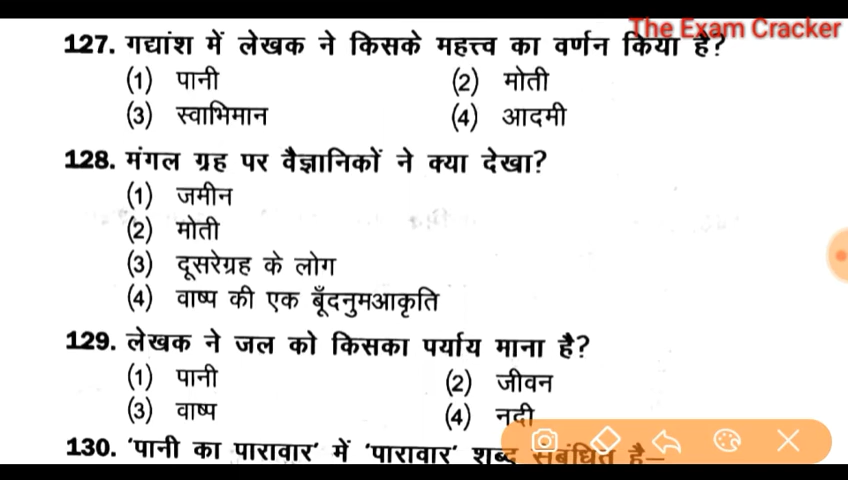 The Exam Cracker
127. गद्यांश में लेखक ने किसके महत्त्व का वर्णन किया है?
(1) पानी (2) मोती
(3) स्वाभिमान (4) आदमी
128. मंगल ग्रह पर वैज्ञानिकों ने क्या देखा?
(1) जमीन
(2) मोती
(3) दूसरेग्रह के लोग
(4) वाष्प की एक बूँदनुमआकृति
129. लेखक ने जल को किसका पर्याय माना है?
(1) पानी (2) जीवन
(3) वाष्प (4) नदी
130. ‘पानी का पारावार’ में ‘पारावार’ शब्द संबंधित है—